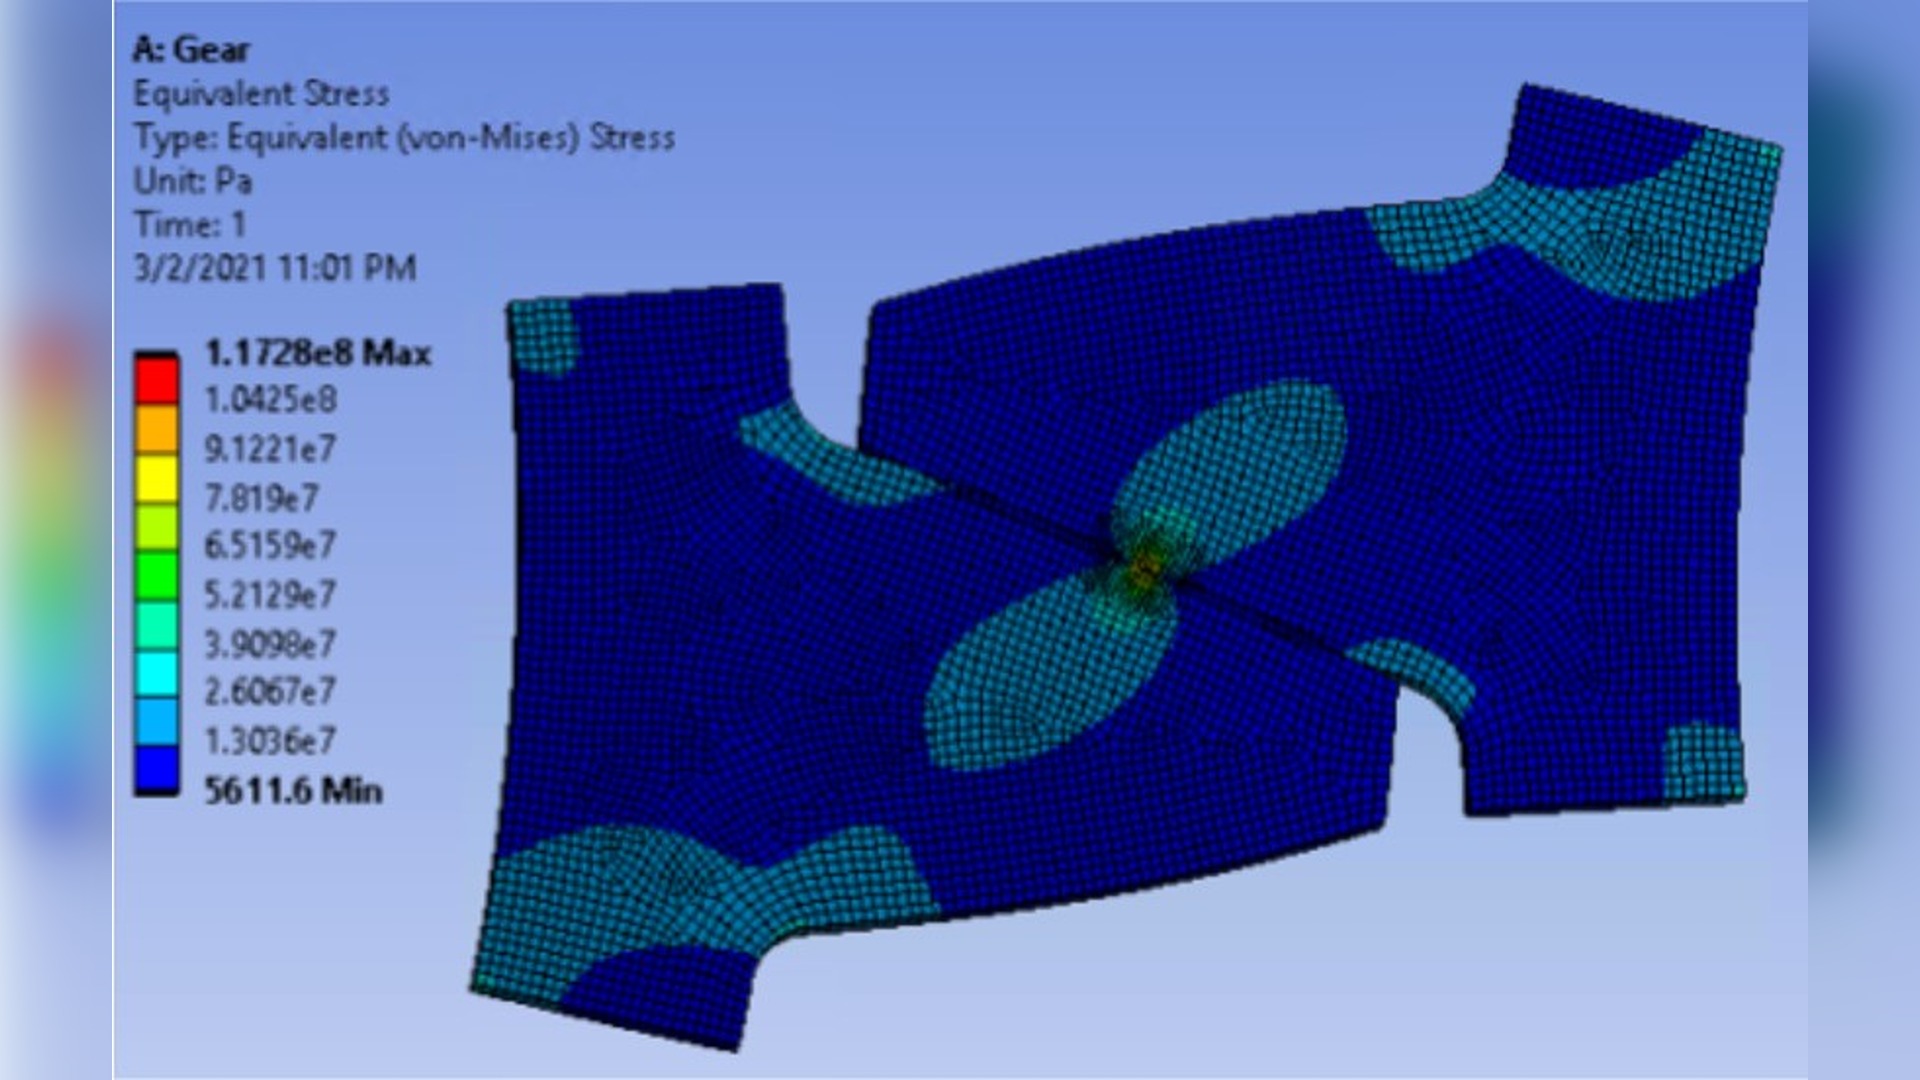 A: Gear
Equivalent Stress
Type: Equivalent (von-Mises) Stress
Unit: Pa
Time: 1
3/2/2021 11:01 PM
1.1728e8 Max
1.0425e8
9.1221e7
7.819e7
6.5159e7
5.2129e7
3.9098e7
2.6067e7
1.3036e7
5611.6 Min